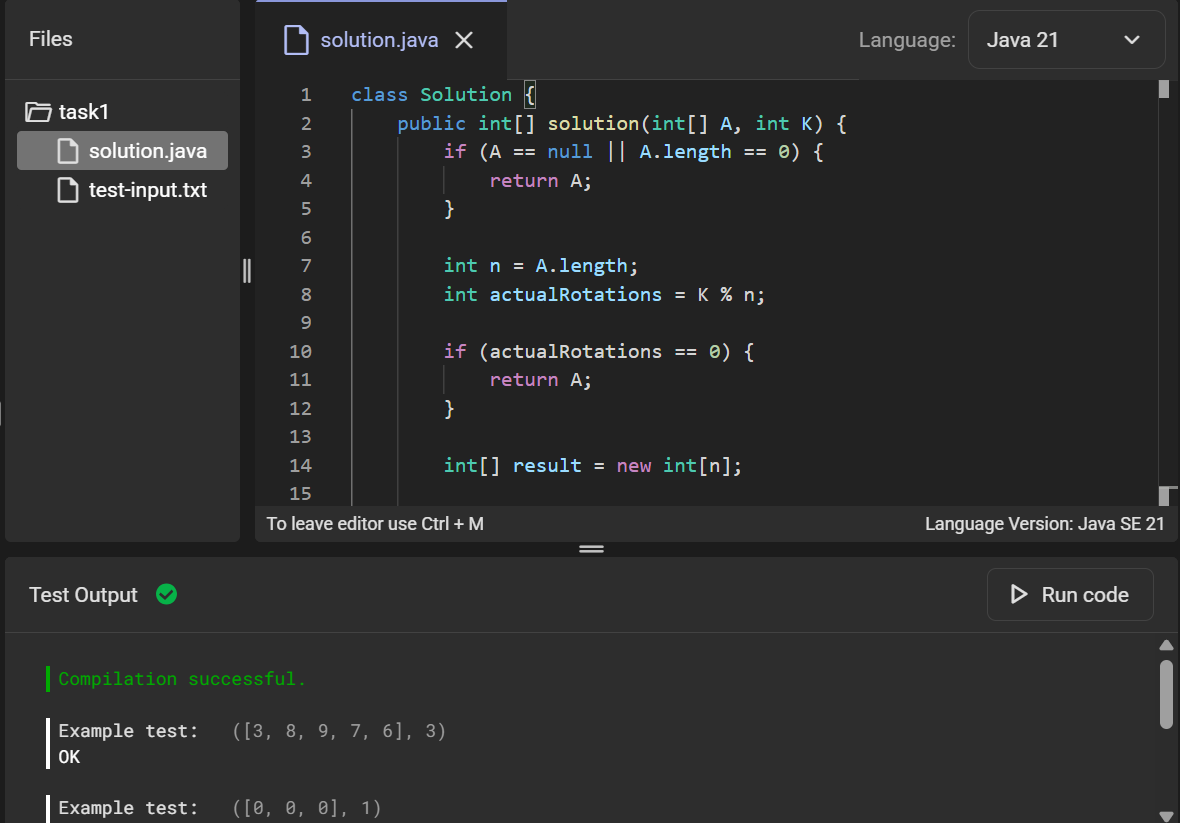 Files
solution.java
Language: Java 21
task1
solution.java
test-input.txt
1 class Solution {
2 public int[] solution(int[] A, int K) {
3 if (A == null || A.length == 0) {
4 return A;
5 }
6
7 int n = A.length;
8 int actualRotations = K % n;
9
10 if (actualRotations == 0) {
11 return A;
12 }
13
14 int[] result = new int[n];
15
To leave editor use Ctrl + M
Language Version: Java SE 21
Test Output
Run code
Compilation successful.
Example test: ([3, 8, 9, 7, 6], 3)
OK
Example test: ([0, 0, 0], 1)